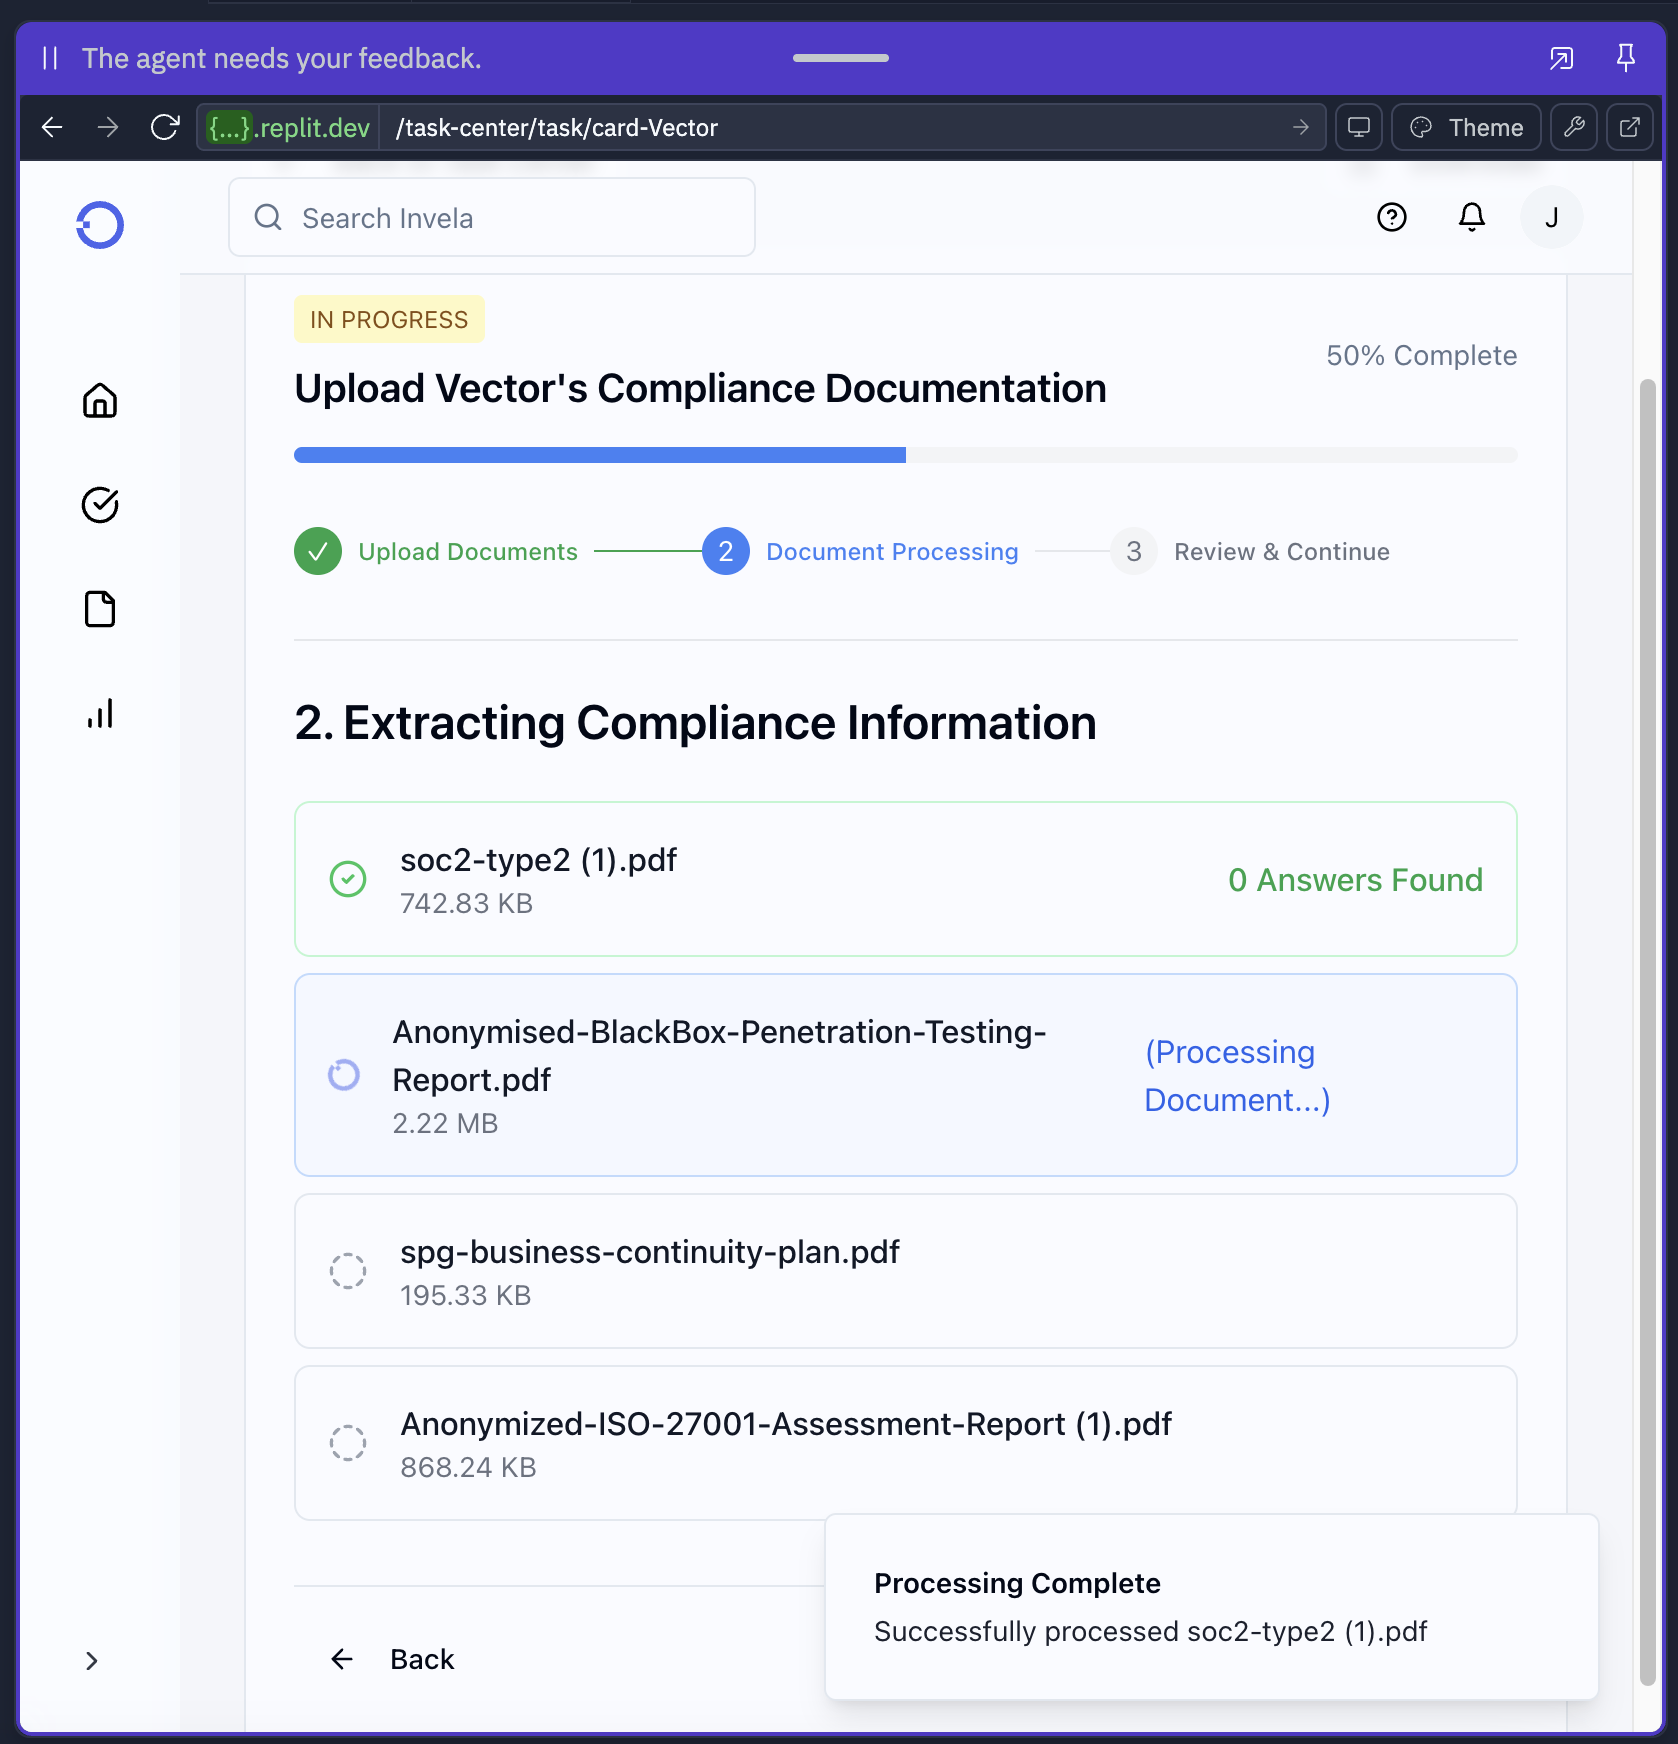 The agent needs your feedback.
{...}.replit.dev /task-center/task/card-Vector
Theme
Search Invela
J
IN PROGRESS
50% Complete
Upload Vector's Compliance Documentation
Upload Documents
2 Document Processing
3 Review & Continue
2. Extracting Compliance Information
soc2-type2 (1).pdf
742.83 KB
0 Answers Found
Anonymised-BlackBox-Penetration-Testing-
Report.pdf
2.22 MB
(Processing
Document...)
spg-business-continuity-plan.pdf
195.33 KB
Anonymized-ISO-27001-Assessment-Report (1).pdf
868.24 KB
Processing Complete
Successfully processed soc2-type2 (1).pdf
Back